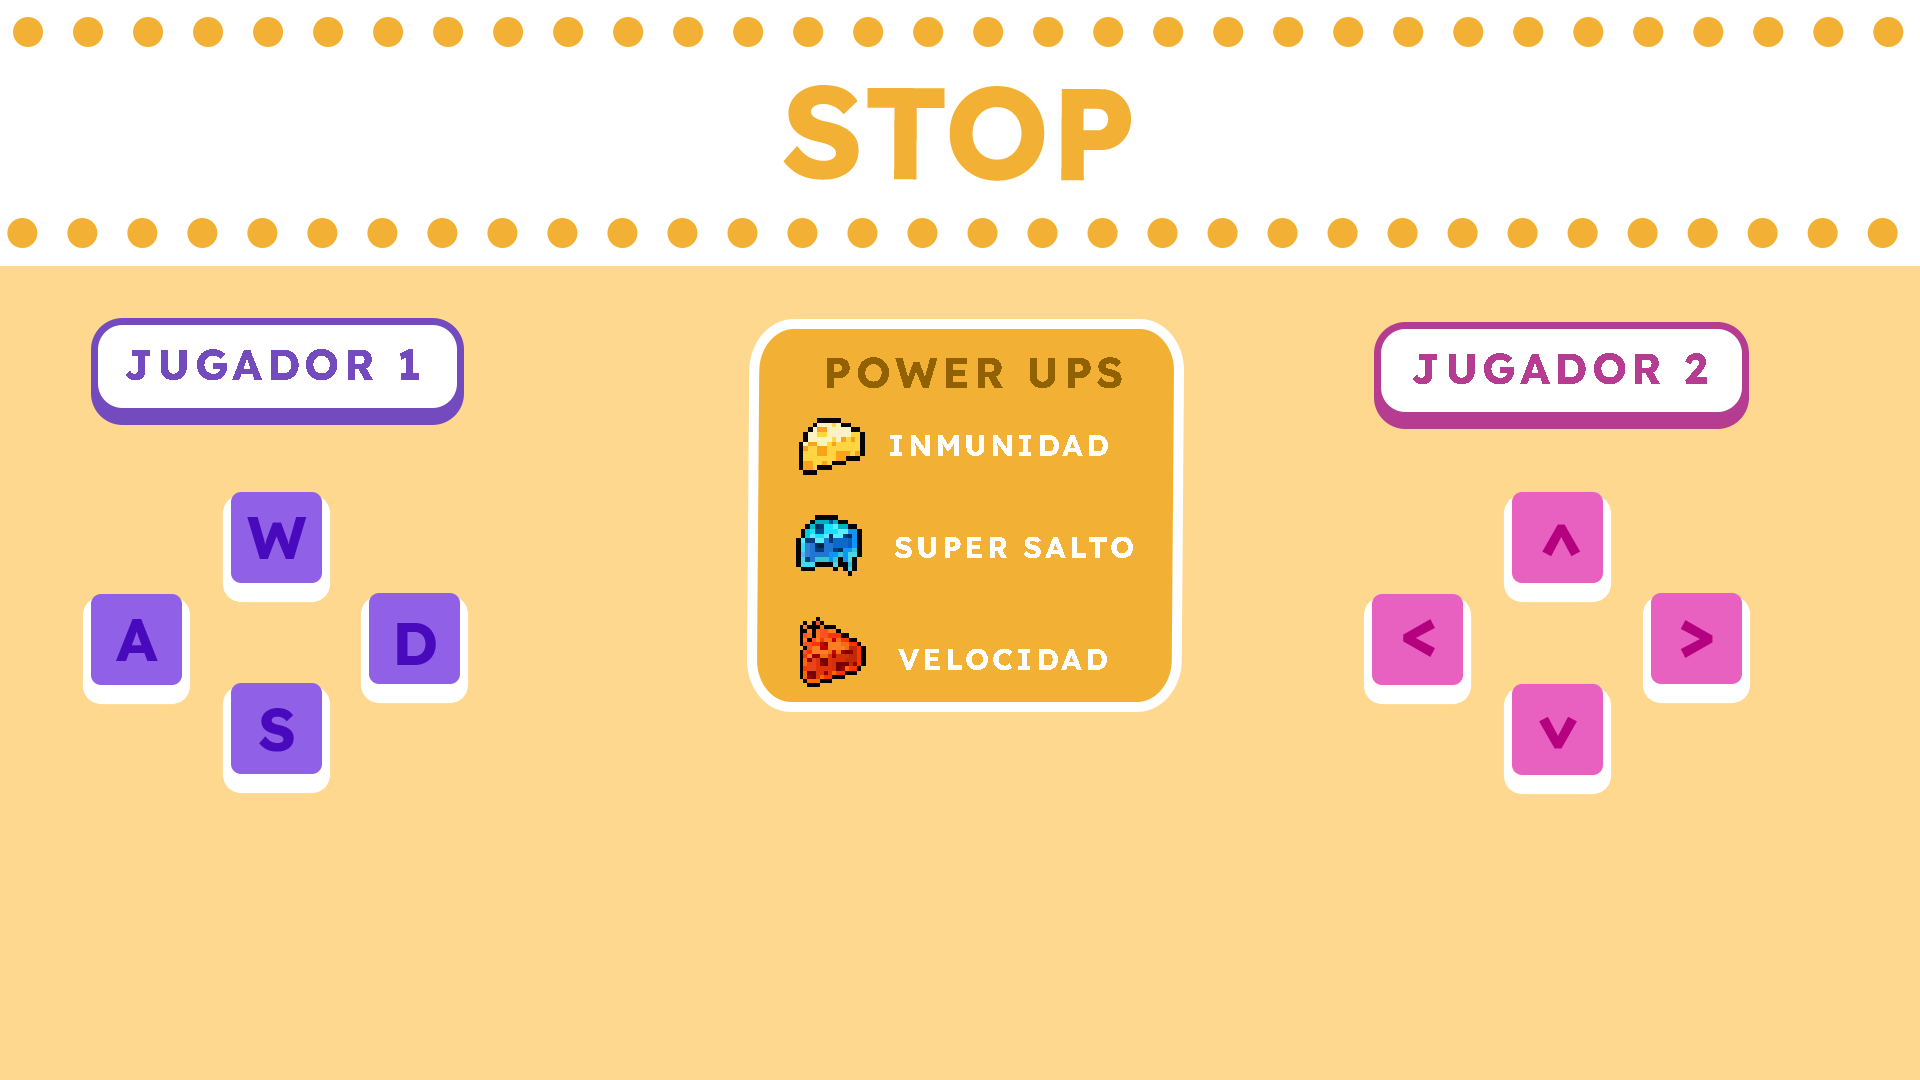 STOP
JUGADOR 1
W
A
D
S
POWER UPS
INMUNIDAD
SUPER SALTO
VELOCIDAD
JUGADOR 2
^
<
>
v